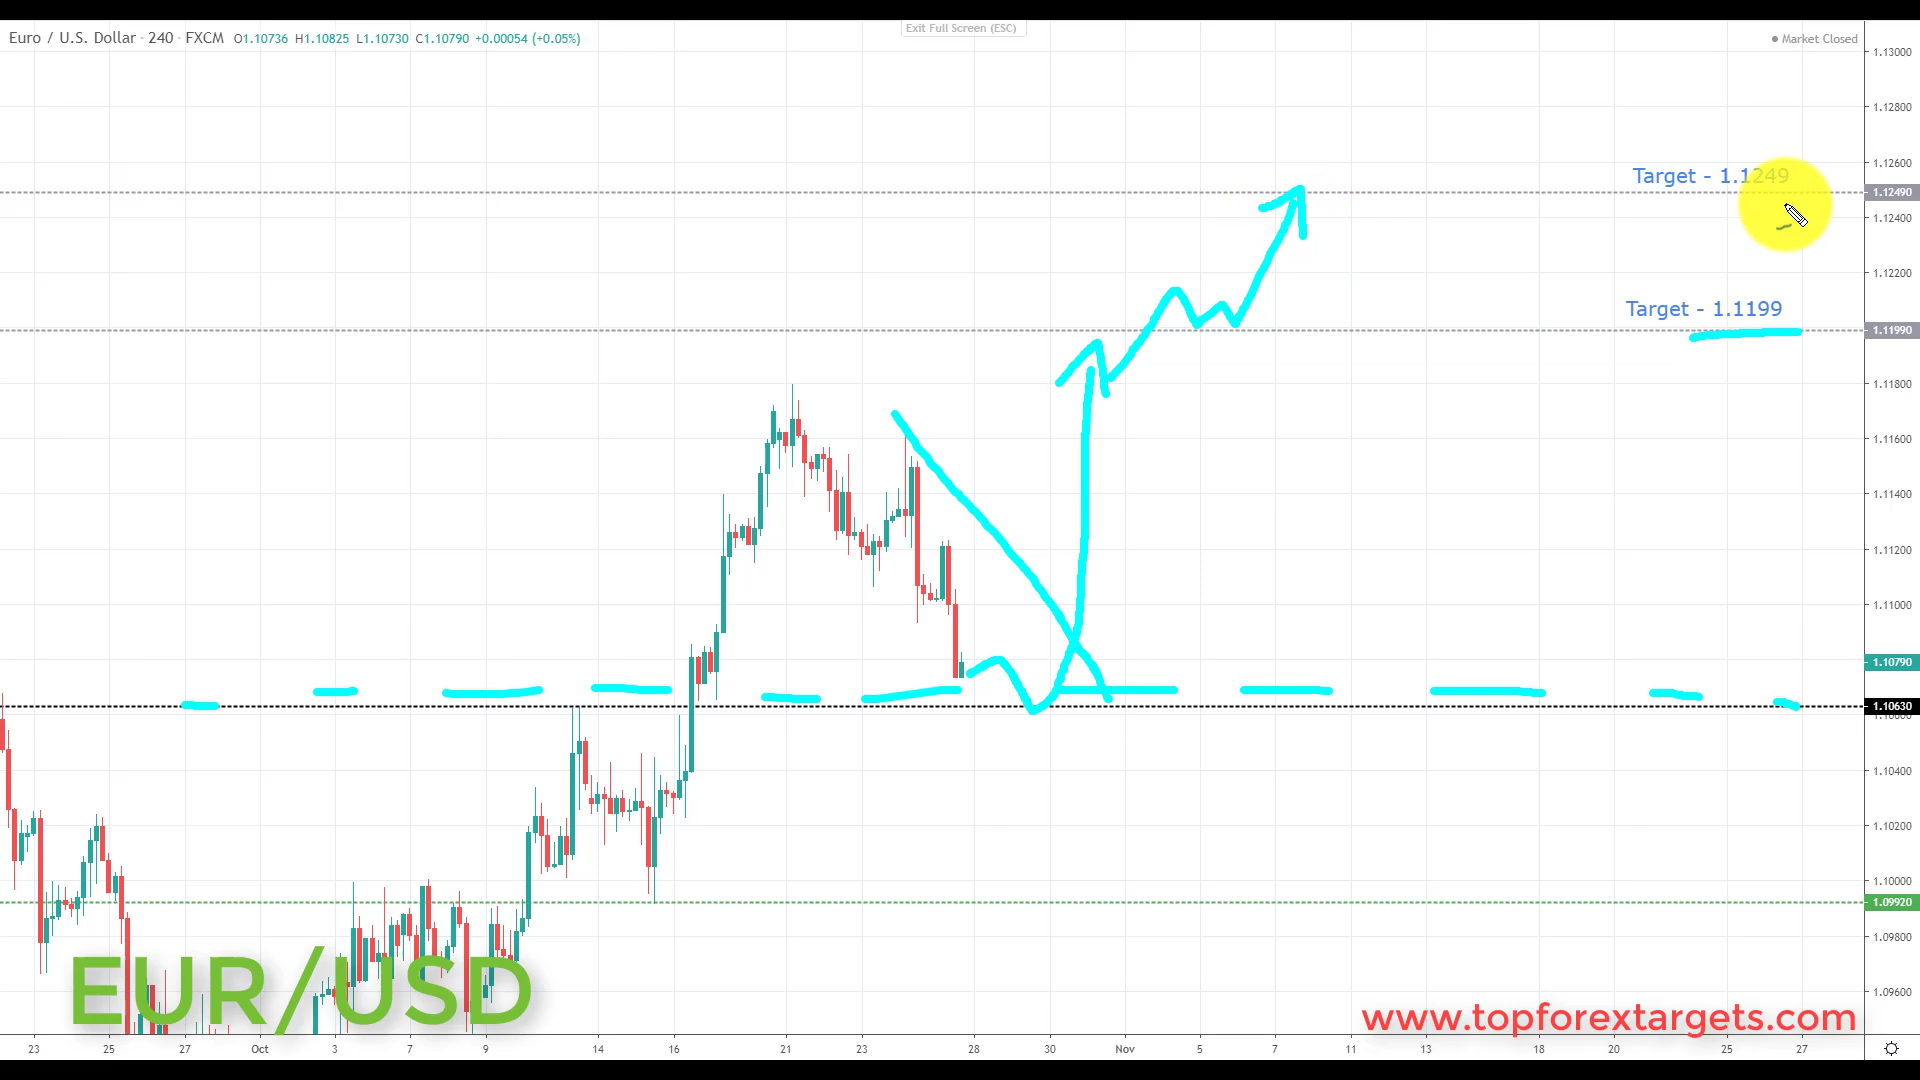 Exit Full Screen (ESC)
Euro / U.S. Dollar · 240 · FXCM O1.10736 H1.10825 L1.10730 C1.10790 +0.00054 (+0.05%)
Market Closed
1.13000
1.12800
1.12600
Target - 1.1249
1.12490
1.12400
1.12200
Target - 1.1199
1.11990
1.11800
1.11600
1.11400
1.11200
1.11000
1.10790
1.10630
1.10600
1.10400
1.10200
1.10000
1.09920
1.09800
1.09600
EUR/USD
www.topforextargets.com
23 25 27 Oct 3 7 9 14 16 21 23 28 30 Nov 5 7 11 13 18 20 25 27